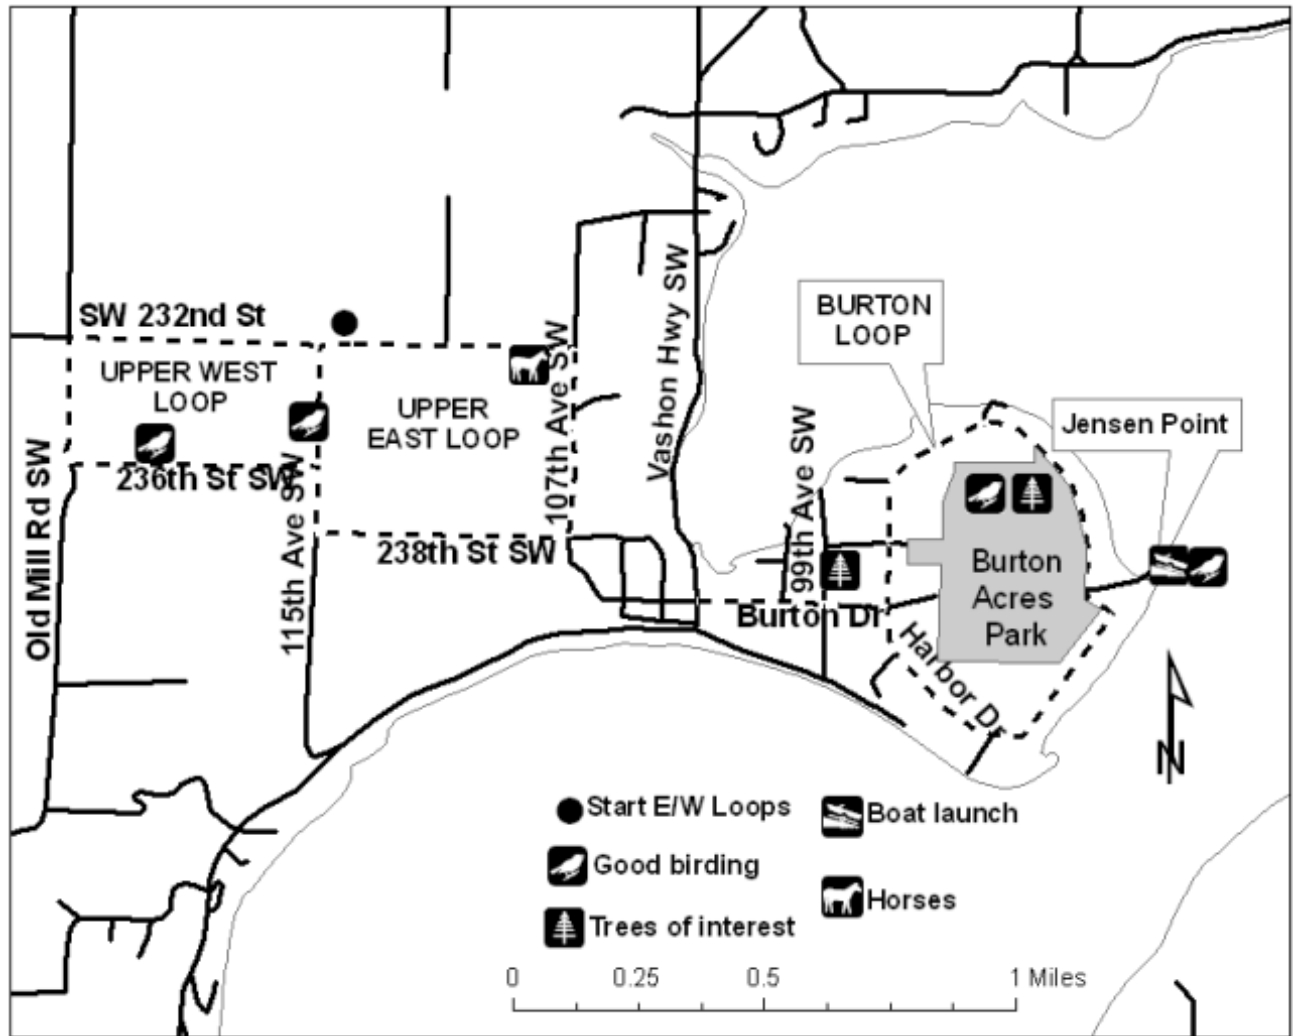 SW 232nd St
UPPER WEST
LOOP
UPPER
EAST LOOP
236th St SW
238th St SW
Old Mill Rd SW
115th Ave SW
107th Ave SW
Vashon Hwy SW
99th Ave SW
BURTON
LOOP
Jensen Point
Burton
Acres
Park
Burton Dr
Harbor Dr
N
Start E/W Loops
Boat launch
Good birding
Horses
Trees of interest
0 0.25 0.5 1 Miles